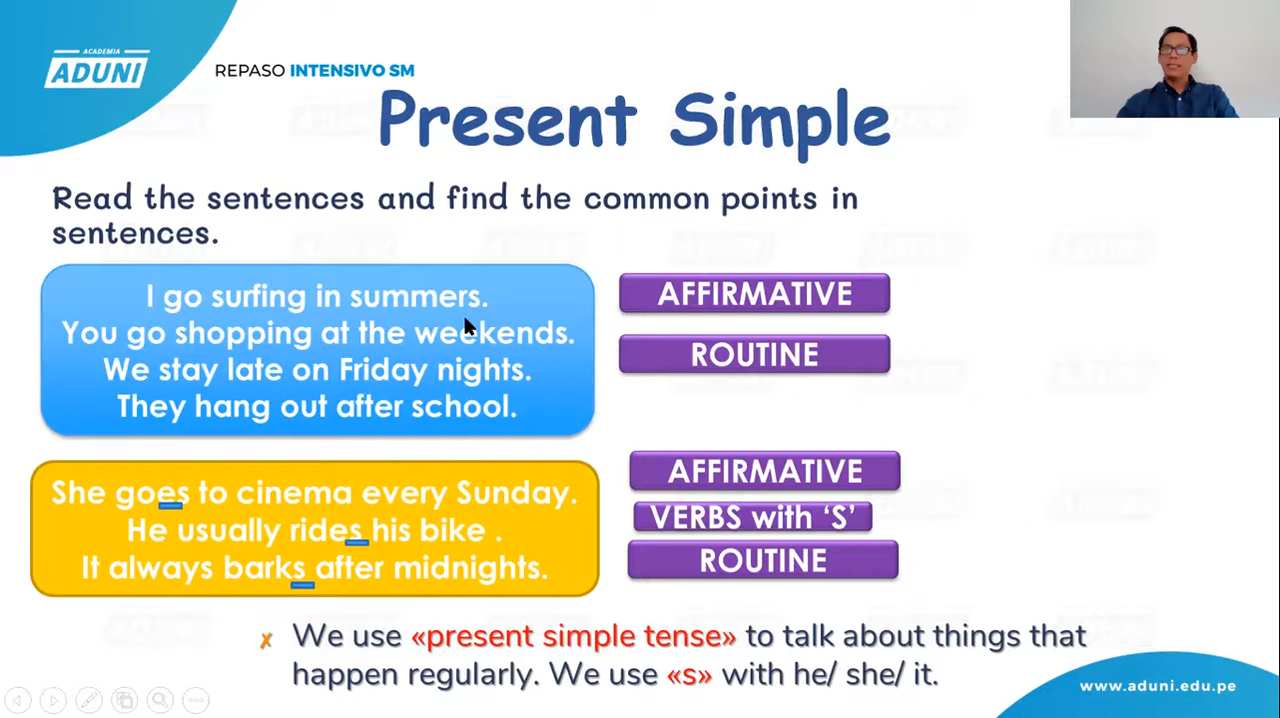 ACADEMIA
ADUNI
REPASO INTENSIVO SM
Present Simple
Read the sentences and find the common points in
sentences.
I go surfing in summers.
You go shopping at the weekends.
We stay late on Friday nights.
They hang out after school.
AFFIRMATIVE
ROUTINE
She goes to cinema every Sunday.
He usually rides his bike .
It always barks after midnights.
AFFIRMATIVE
VERBS with ‘S’
ROUTINE
✗ We use «present simple tense» to talk about things that
happen regularly. We use «s» with he/ she/ it.
www.aduni.edu.pe